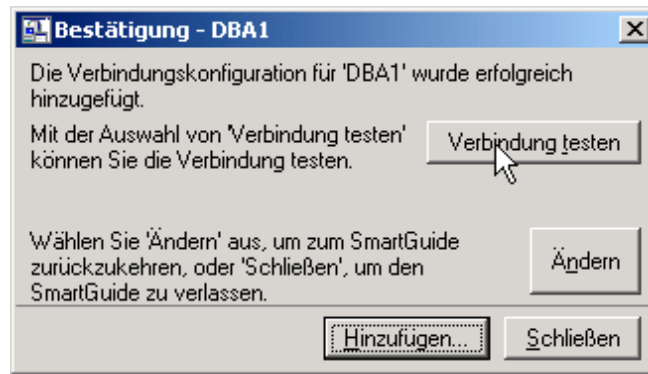 Bestätigung - DBA1
Die Verbindungskonfiguration für 'DBA1' wurde erfolgreich
hinzugefügt.
Mit der Auswahl von 'Verbindung testen'
können Sie die Verbindung testen.
Verbindung testen
Wählen Sie 'Ändern' aus, um zum SmartGuide
zurückzukehren, oder 'Schließen', um den
SmartGuide zu verlassen.
Ändern
Hinzufügen...
Schließen